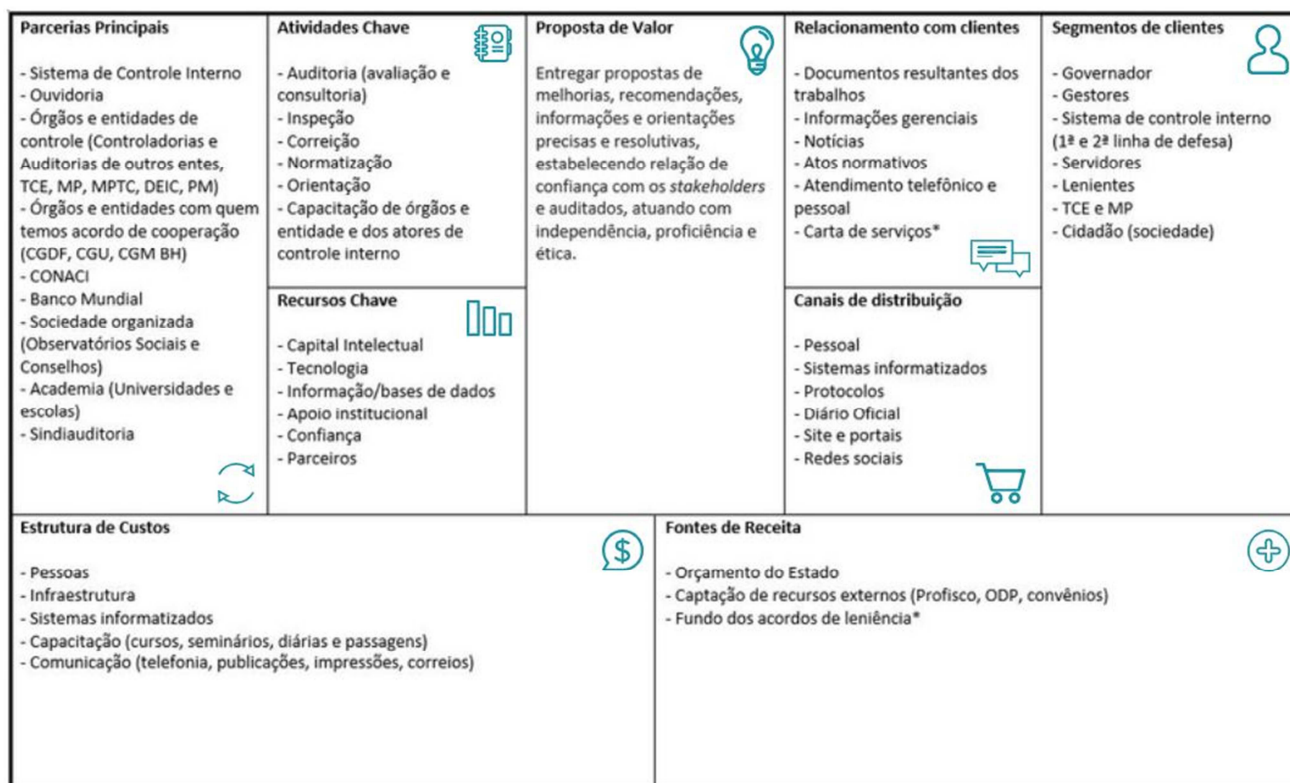 Parcerias Principais
- Sistema de Controle Interno
- Ouvidoria
- Órgãos e entidades de
controle (Controladorias e
Auditorias de outros entes,
TCE, MP, MPTC, DEIC, PM)
- Órgãos e entidades com quem
temos acordo de cooperação
(CGDF, CGU, CGM BH)
- CONACI
- Banco Mundial
- Sociedade organizada
(Observatórios Sociais e
Conselhos)
- Academia (Universidades e
escolas)
- Sindiauditoria
Atividades Chave
- Auditoria (avaliação e
consultoria)
- Inspeção
- Correição
- Normatização
- Orientação
- Capacitação de órgãos e
entidade e dos atores de
controle interno
Recursos Chave
- Capital Intelectual
- Tecnologia
- Informação/bases de dados
- Apoio institucional
- Confiança
- Parceiros
Proposta de Valor
Entregar propostas de
melhorias, recomendações,
informações e orientações
precisas e resolutivas,
estabelecendo relação de
confiança com os stakeholders
e auditados, atuando com
independência, proficiência e
ética.
Relacionamento com clientes
- Documentos resultantes dos
trabalhos
- Informações gerenciais
- Notícias
- Atos normativos
- Atendimento telefônico e
pessoal
- Carta de serviços*
Canais de distribuição
- Pessoal
- Sistemas informatizados
- Protocolos
- Diário Oficial
- Site e portais
- Redes sociais
Segmentos de clientes
- Governador
- Gestores
- Sistema de controle interno
(1ª e 2ª linha de defesa)
- Servidores
- Lenientes
- TCE e MP
- Cidadão (sociedade)
Estrutura de Custos
- Pessoas
- Infraestrutura
- Sistemas informatizados
- Capacitação (cursos, seminários, diárias e passagens)
- Comunicação (telefonia, publicações, impressões, correios)
$
Fontes de Receita
- Orçamento do Estado
- Captação de recursos externos (Profisco, ODP, convênios)
- Fundo dos acordos de leniência*